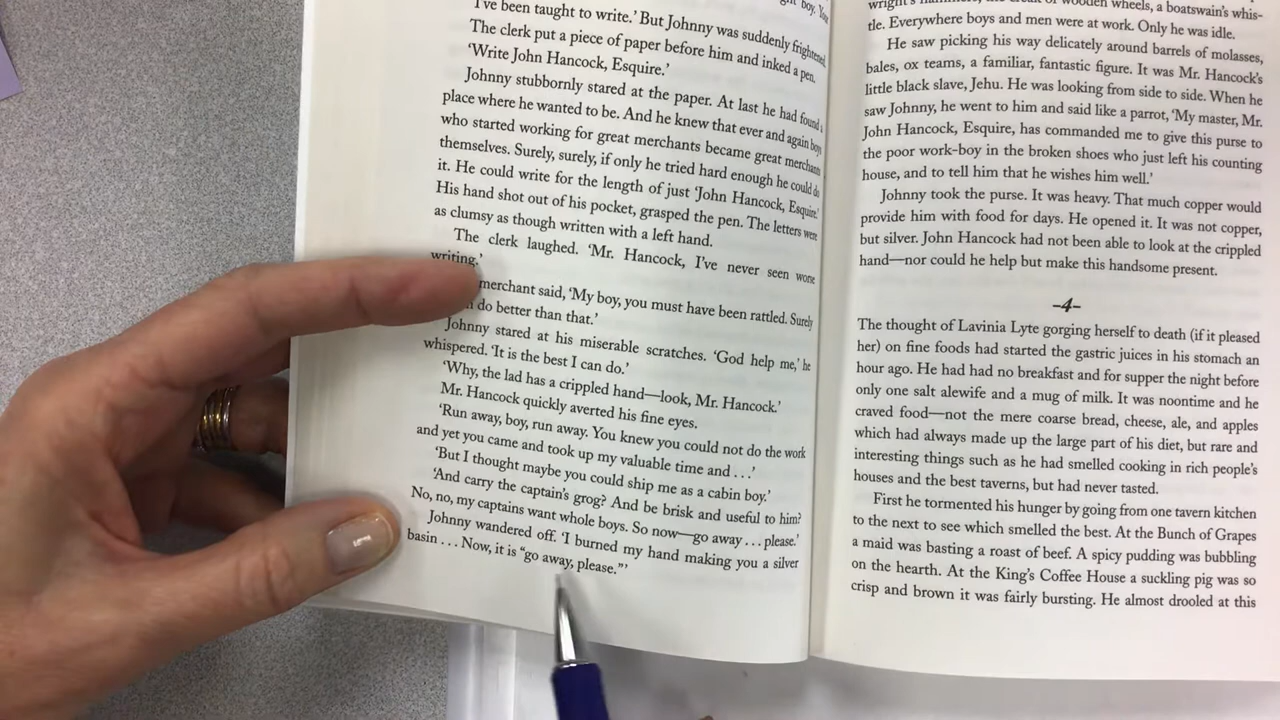 ght boy. You
I've been taught to write.' But Johnny was suddenly frightened.
The clerk put a piece of paper before him and inked a pen.
'Write John Hancock, Esquire.'
Johnny stubbornly stared at the paper. At last he had found a
place where he wanted to be. And he knew that ever and again boys
who started working for great merchants became great merchants
themselves. Surely, surely, if only he tried hard enough he could do
it. He could write for the length of just 'John Hancock, Esquire.'
His hand shot out of his pocket, grasped the pen. The letters were
as clumsy as though written with a left hand.
The clerk laughed. 'Mr. Hancock, I've never seen worse
writing.'
merchant said, 'My boy, you must have been rattled. Surely
do better than that.'
Johnny stared at his miserable scratches. 'God help me,' he
whispered. 'It is the best I can do.'
'Why, the lad has a crippled hand—look, Mr. Hancock.'
Mr. Hancock quickly averted his fine eyes.
'Run away, boy, run away. You knew you could not do the work
and yet you came and took up my valuable time and . . .'
'But I thought maybe you could ship me as a cabin boy.'
'And carry the captain's grog? And be brisk and useful to him?
No, no, my captains want whole boys. So now—go away . . . please.'
Johnny wandered off. 'I burned my hand making you a silver
basin . . . Now, it is "go away, please."'
wright's hammers, the creak of wooden wheels, a boatswain's whis-
tle. Everywhere boys and men were at work. Only he was idle.
He saw picking his way delicately around barrels of molasses,
bales, ox teams, a familiar, fantastic figure. It was Mr. Hancock's
little black slave, Jehu. He was looking from side to side. When he
saw Johnny, he went to him and said like a parrot, 'My master, Mr.
John Hancock, Esquire, has commanded me to give this purse to
the poor work-boy in the broken shoes who just left his counting
house, and to tell him that he wishes him well.'
Johnny took the purse. It was heavy. That much copper would
provide him with food for days. He opened it. It was not copper,
but silver. John Hancock had not been able to look at the crippled
hand—nor could he help but make this handsome present.
–4–
The thought of Lavinia Lyte gorging herself to death (if it pleased
her) on fine foods had started the gastric juices in his stomach an
hour ago. He had had no breakfast and for supper the night before
only one salt alewife and a mug of milk. It was noontime and he
craved food—not the mere coarse bread, cheese, ale, and apples
which had always made up the large part of his diet, but rare and
interesting things such as he had smelled cooking in rich people's
houses and the best taverns, but had never tasted.
First he tormented his hunger by going from one tavern kitchen
to the next to see which smelled the best. At the Bunch of Grapes
a maid was basting a roast of beef. A spicy pudding was bubbling
on the hearth. At the King's Coffee House a suckling pig was so
crisp and brown it was fairly bursting. He almost drooled at this